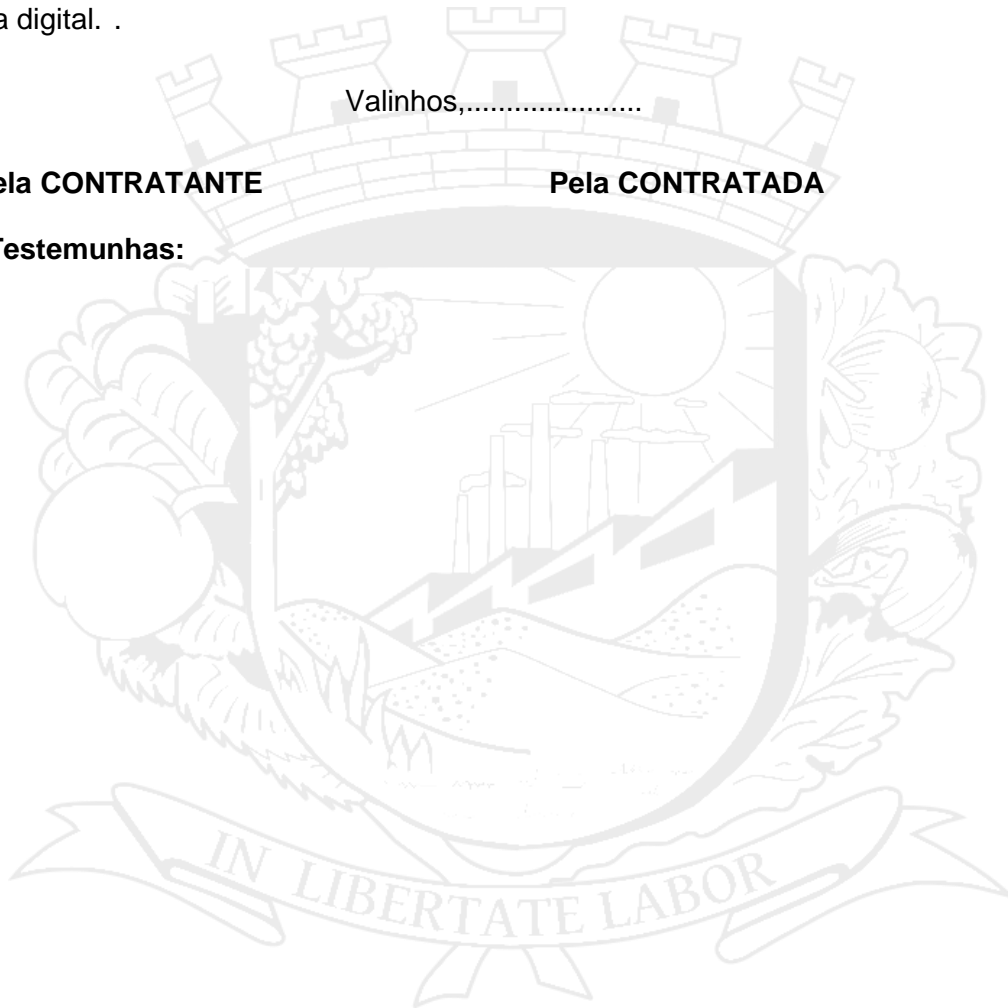 a digital. .
Valinhos,......................
ela CONTRATANTE Pela CONTRATADA
Testemunhas:
IN LIBERTATE LABOR